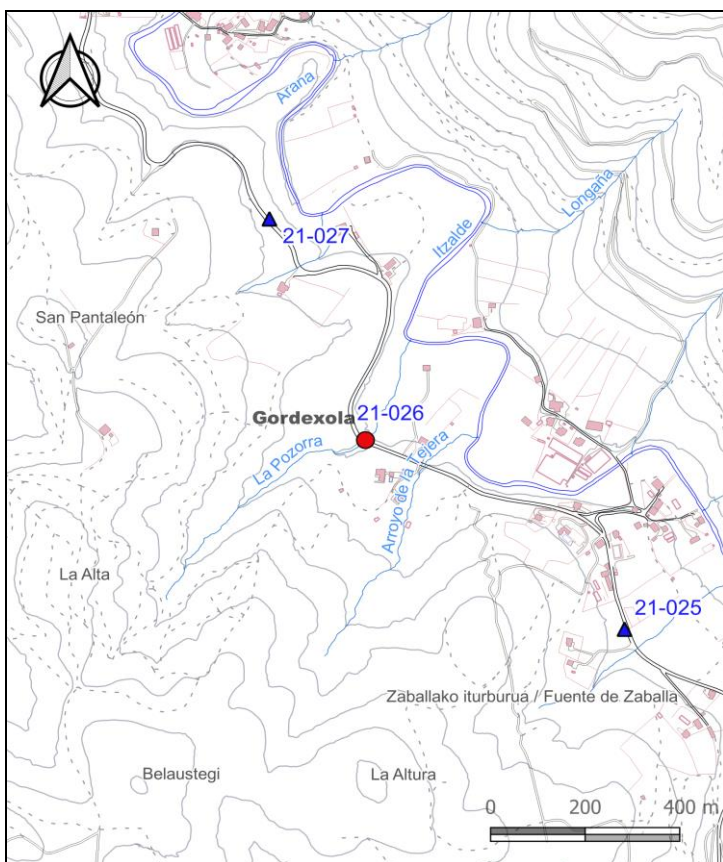 Arana
21-027
Itzalde
Longaña
San Pantaleón
Gordexola
21-026
La Pozorra
Arroyo de la Tejera
La Alta
21-025
Zaballako iturburua / Fuente de Zaballa
Belaustegi
La Altura
0 200 400 m